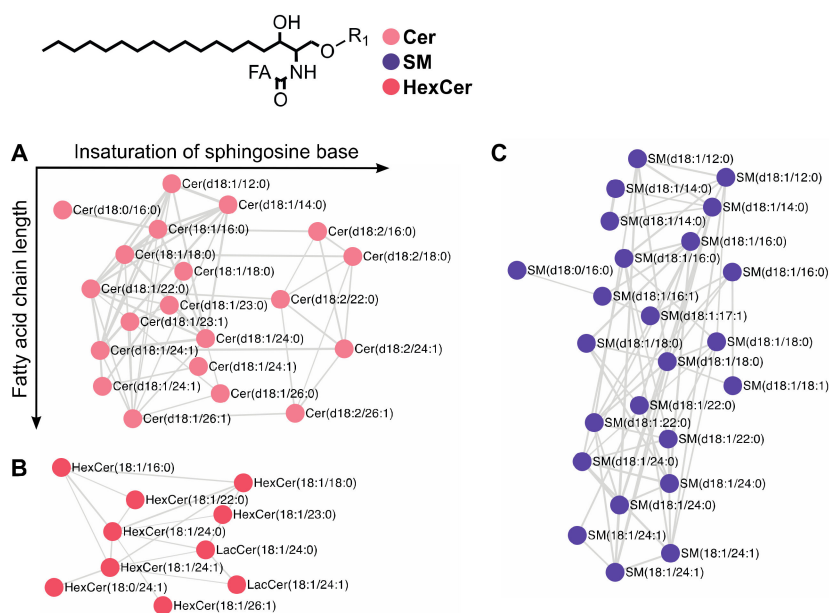 OH
R1
O
FA
NH
O
Cer
SM
HexCer
A
Insaturation of sphingosine base
Fatty acid chain length
Cer(d18:1/12:0)
Cer(d18:0/16:0)
Cer(d18:1/14:0)
Cer(18:1/16:0)
Cer(d18:2/16:0)
Cer(18:1/18:0)
Cer(d18:2/18:0)
Cer(18:1/18:0)
Cer(d18:1/22:0)
Cer(d18:1/23:0)
Cer(d18:2/22:0)
Cer(d18:1/23:1)
Cer(d18:1/24:0)
Cer(d18:1/24:1)
Cer(d18:2/24:1)
Cer(d18:1/24:1)
Cer(d18:1/24:1)
Cer(d18:1/26:0)
Cer(d18:1/26:1)
Cer(d18:2/26:1)
B
HexCer(18:1/16:0)
HexCer(18:1/18:0)
HexCer(18:1/22:0)
HexCer(18:1/23:0)
HexCer(18:1/24:0)
LacCer(18:1/24:0)
HexCer(18:1/24:1)
HexCer(18:0/24:1)
LacCer(18:1/24:1)
HexCer(18:1/26:1)
C
SM(d18:1/12:0)
SM(d18:1/12:0)
SM(d18:1/14:0)
SM(d18:1/14:0)
SM(d18:1/14:0)
SM(d18:1/16:0)
SM(d18:1/16:0)
SM(d18:0/16:0)
SM(d18:1/16:0)
SM(d18:1/16:1)
SM(d18:1:17:1)
SM(d18:1/18:0)
SM(d18:1/18:0)
SM(d18:1/18:0)
SM(d18:1/18:1)
SM(d18:1/22:0)
SM(d18:1:22:0)
SM(d18:1/22:0)
SM(d18:1/24:0)
SM(d18:1/24:0)
SM(d18:1/24:0)
SM(18:1/24:1)
SM(18:1/24:1)
SM(18:1/24:1)